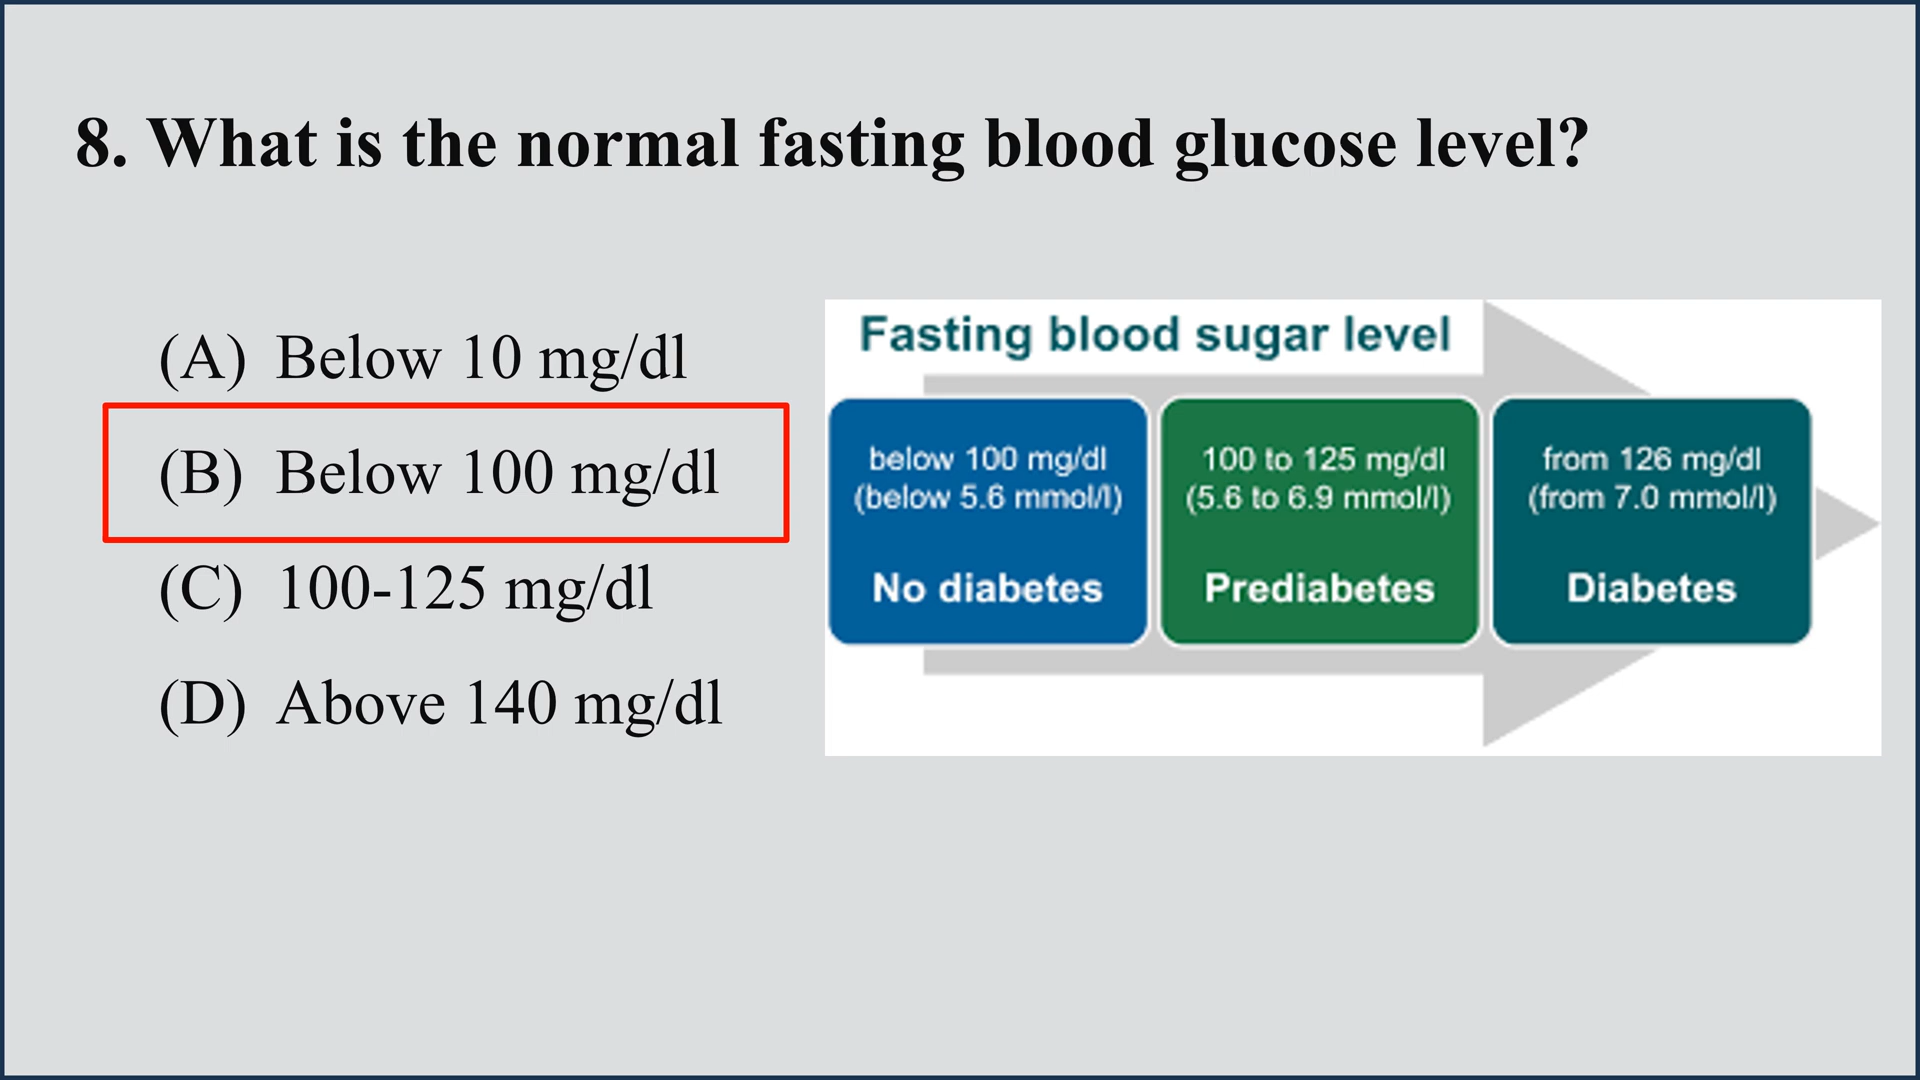 8. What is the normal fasting blood glucose level?
(A) Below 10 mg/dl
(B) Below 100 mg/dl
(C) 100-125 mg/dl
(D) Above 140 mg/dl
Fasting blood sugar level
below 100 mg/dl
(below 5.6 mmol/l)
No diabetes
100 to 125 mg/dl
(5.6 to 6.9 mmol/l)
Prediabetes
from 126 mg/dl
(from 7.0 mmol/l)
Diabetes